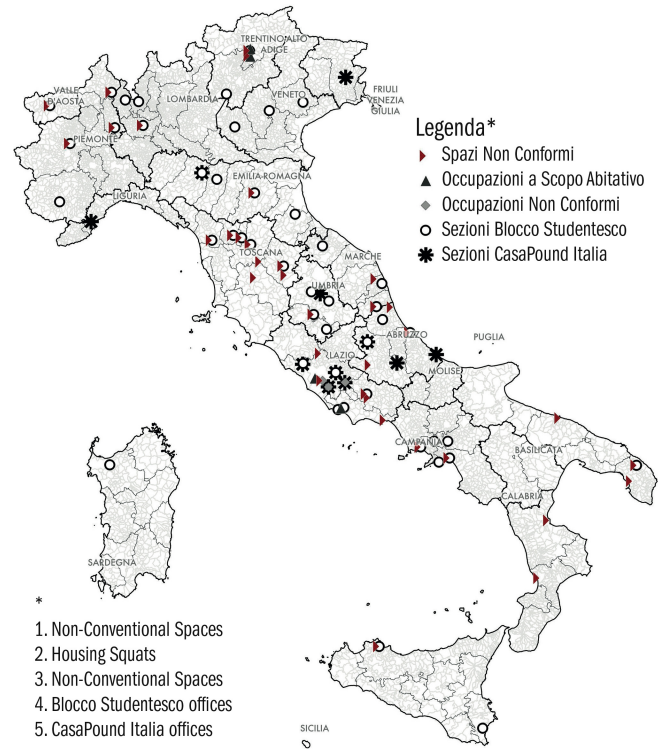 TRENTINO/ALTO
ADIGE
VALLE
D'AOSTA
LOMBARDIA
VENETO
FRIULI
VENEZIA
GIULIA
PIEMONTE
LIGURIA
EMILIA-ROMAGNA
TOSCANA
MARCHE
UMBRIA
LAZIO
ABRUZZO
MOLISE
PUGLIA
CAMPANIA
BASILICATA
CALABRIA
SARDEGNA
SICILIA
Legenda*
Spazi Non Conformi
Occupazioni a Scopo Abitativo
Occupazioni Non Conformi
Sezioni Blocco Studentesco
Sezioni CasaPound Italia
*
1. Non-Conventional Spaces
2. Housing Squats
3. Non-Conventional Spaces
4. Blocco Studentesco offices
5. CasaPound Italia offices